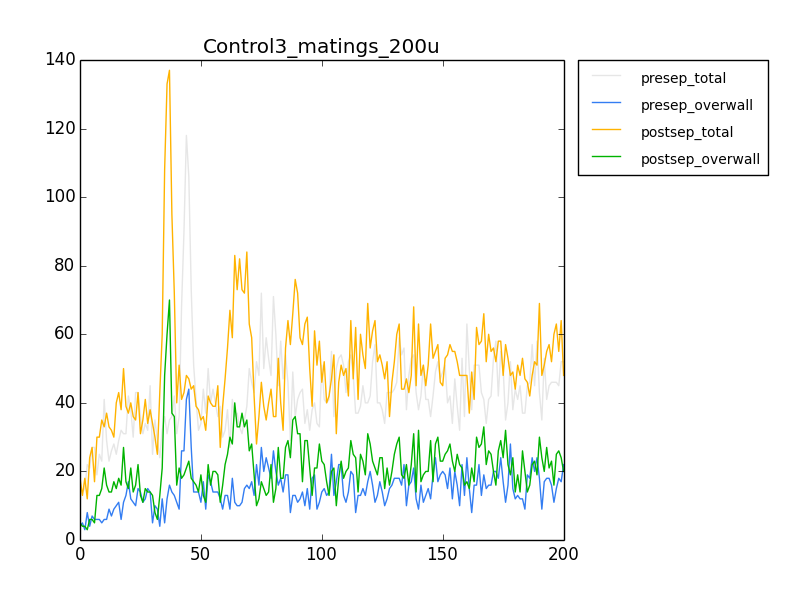 Control3_matings_200u
140
120
100
80
60
40
20
0
0 50 100 150 200
presep_total
presep_overwall
postsep_total
postsep_overwall